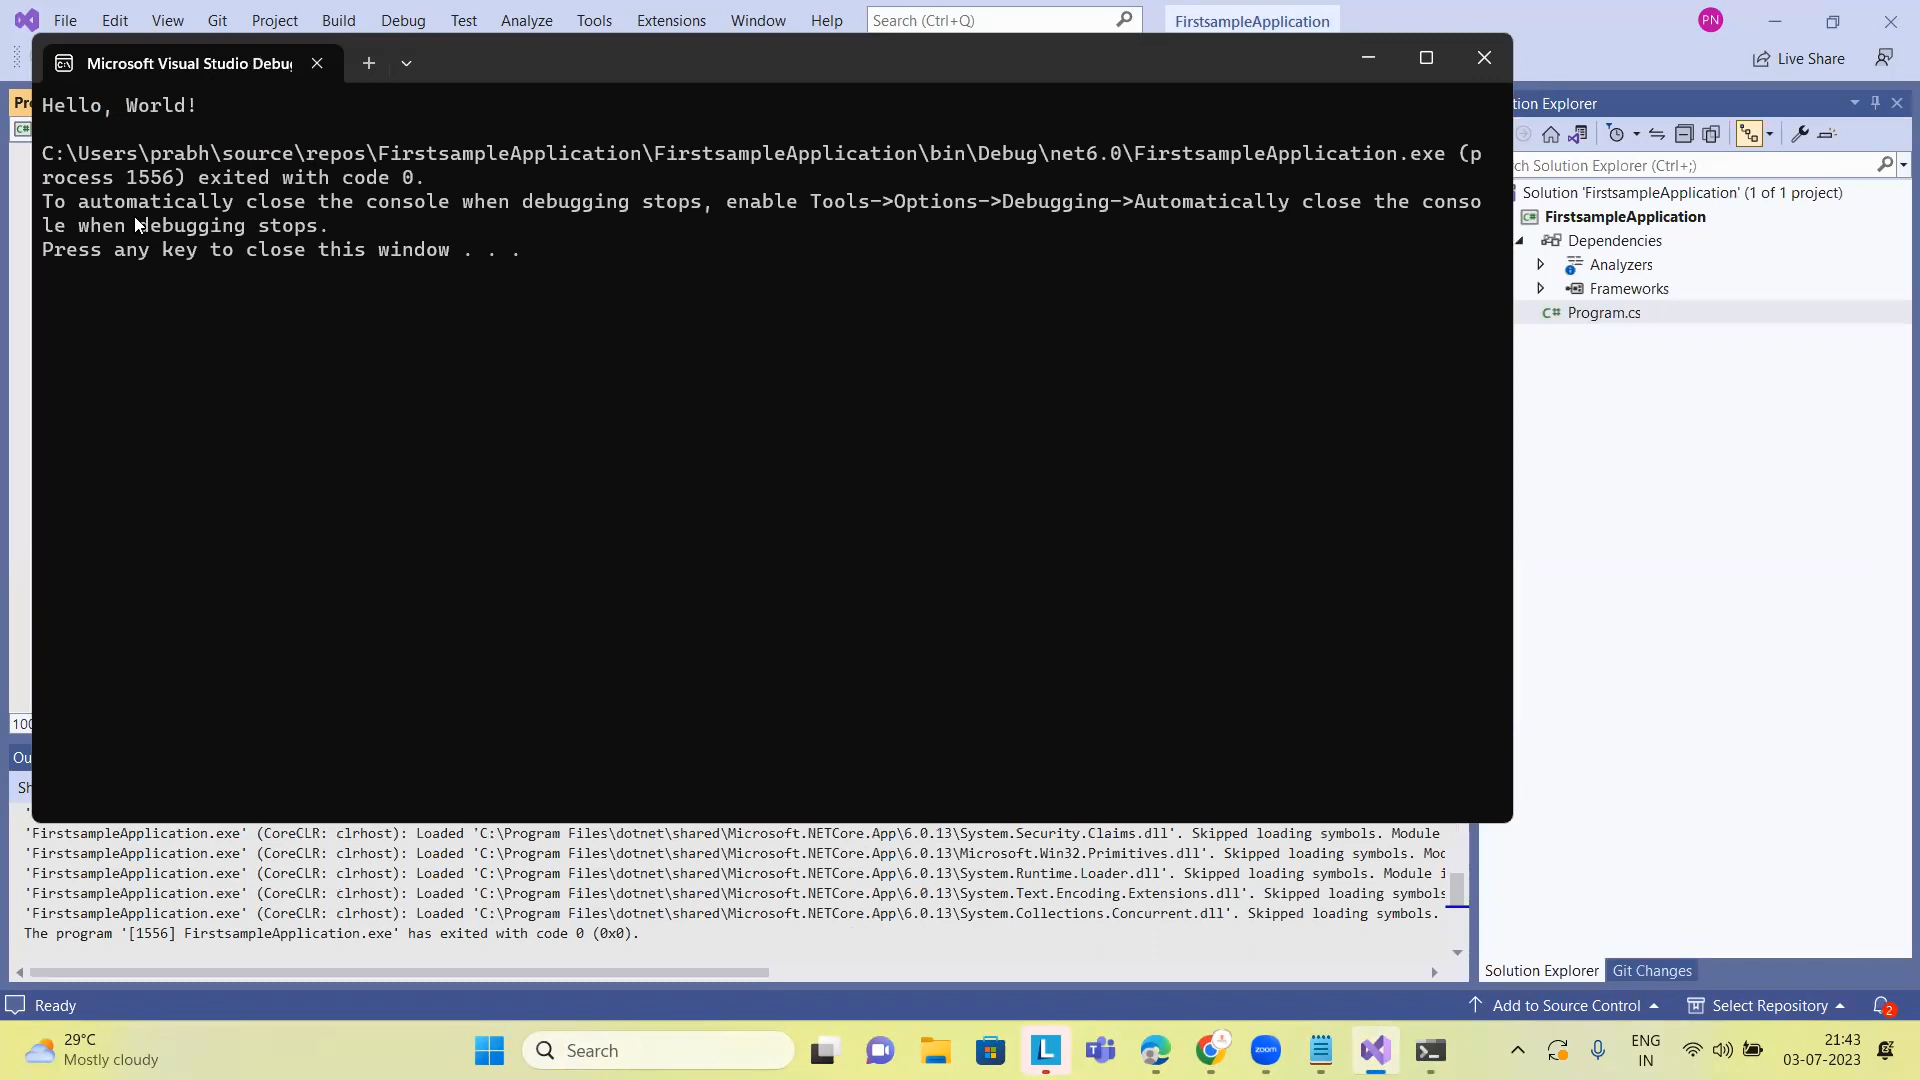 File Edit View Git Project Build Debug Test Analyze Tools Extensions Window Help Search (Ctrl+Q) FirstsampleApplication PN
Microsoft Visual Studio Debu
Live Share
Hello, World!
C:\Users\prabh\source\repos\FirstsampleApplication\FirstsampleApplication\bin\Debug\net6.0\FirstsampleApplication.exe (p
rocess 1556) exited with code 0.
To automatically close the console when debugging stops, enable Tools->Options->Debugging->Automatically close the conso
le when debugging stops.
Press any key to close this window . . .
tion Explorer
rch Solution Explorer (Ctrl+;)
Solution 'FirstsampleApplication' (1 of 1 project)
FirstsampleApplication
Dependencies
Analyzers
Frameworks
C# Program.cs
Pro
100
Ou
Sh
'FirstsampleApplication.exe' (CoreCLR: clrhost): Loaded 'C:\Program Files\dotnet\shared\Microsoft.NETCore.App\6.0.13\System.Security.Claims.dll'. Skipped loading symbols. Module
'FirstsampleApplication.exe' (CoreCLR: clrhost): Loaded 'C:\Program Files\dotnet\shared\Microsoft.NETCore.App\6.0.13\Microsoft.Win32.Primitives.dll'. Skipped loading symbols. Mod
'FirstsampleApplication.exe' (CoreCLR: clrhost): Loaded 'C:\Program Files\dotnet\shared\Microsoft.NETCore.App\6.0.13\System.Runtime.Loader.dll'. Skipped loading symbols. Module i
'FirstsampleApplication.exe' (CoreCLR: clrhost): Loaded 'C:\Program Files\dotnet\shared\Microsoft.NETCore.App\6.0.13\System.Text.Encoding.Extensions.dll'. Skipped loading symbols
'FirstsampleApplication.exe' (CoreCLR: clrhost): Loaded 'C:\Program Files\dotnet\shared\Microsoft.NETCore.App\6.0.13\System.Collections.Concurrent.dll'. Skipped loading symbols.
The program '[1556] FirstsampleApplication.exe' has exited with code 0 (0x0).
Solution Explorer Git Changes
Ready Add to Source Control Select Repository 2
29°C
Mostly cloudy
Search
zoom
ENG
IN
21:43
03-07-2023